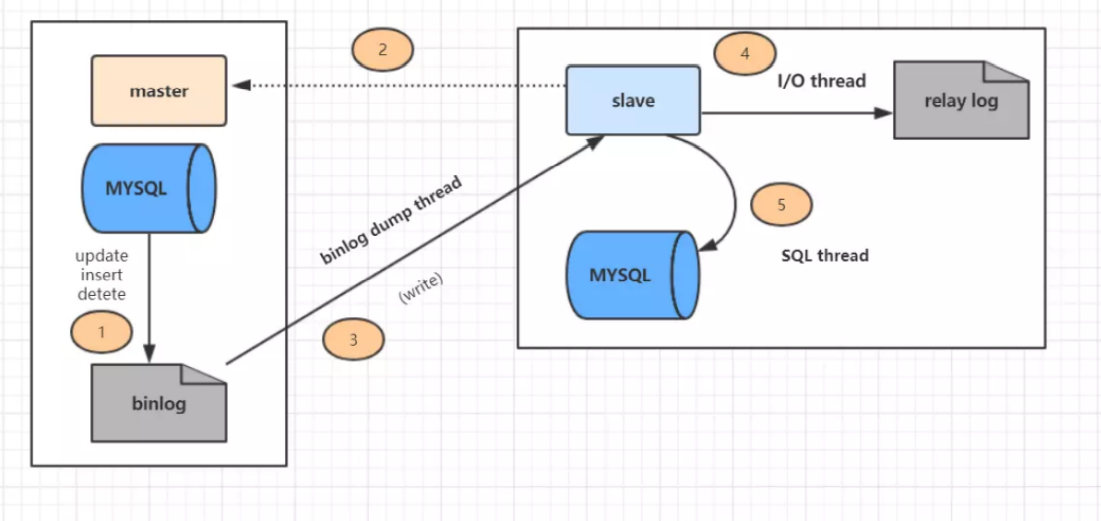 master
MYSQL
update
insert
detete
1
binlog
2
binlog dump thread
(write)
3
slave
4
I/O thread
relay log
5
SQL thread
MYSQL